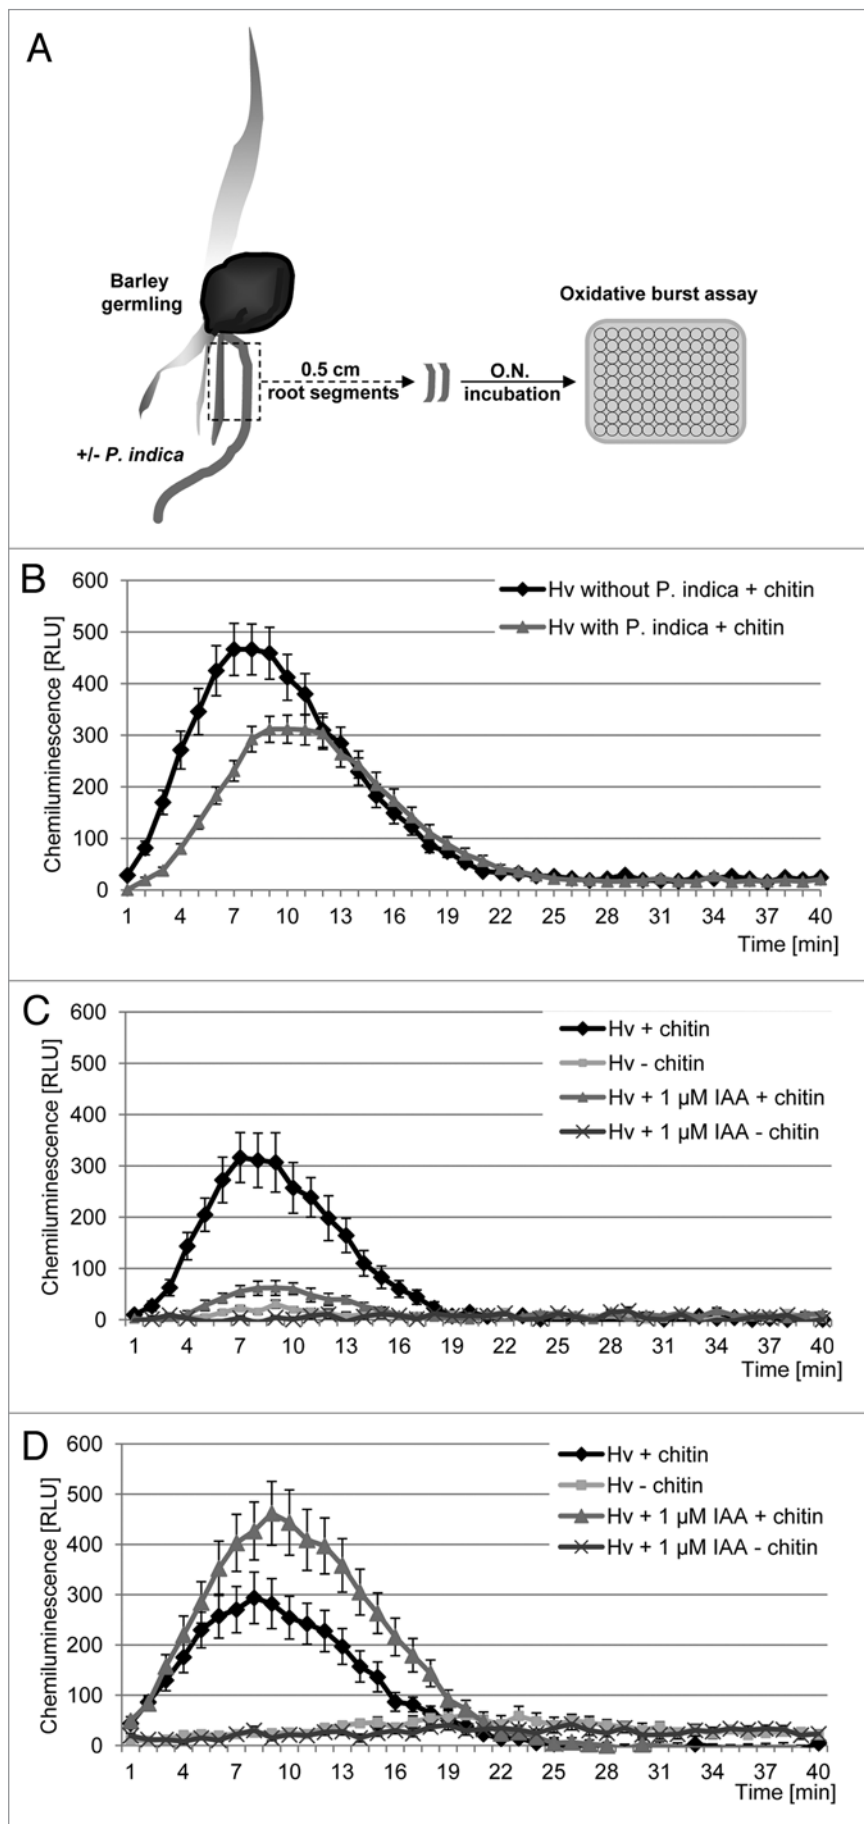 A
Barley
germling
Oxidative burst assay
0.5 cm
root segments
O.N.
incubation
+/- P. indica
B
Chemiluminescence [RLU]
600
500
400
300
200
100
0
Hv without P. indica + chitin
Hv with P. indica + chitin
1 4 7 10 13 16 19 22 25 28 31 34 37 40
Time [min]
C
Chemiluminescence [RLU]
600
500
400
300
200
100
0
Hv + chitin
Hv - chitin
Hv + 1 µM IAA + chitin
Hv + 1 µM IAA - chitin
1 4 7 10 13 16 19 22 25 28 31 34 37 40
Time [min]
D
Chemiluminescence [RLU]
600
500
400
300
200
100
0
Hv + chitin
Hv - chitin
Hv + 1 µM IAA + chitin
Hv + 1 µM IAA - chitin
1 4 7 10 13 16 19 22 25 28 31 34 37 40
Time [min]